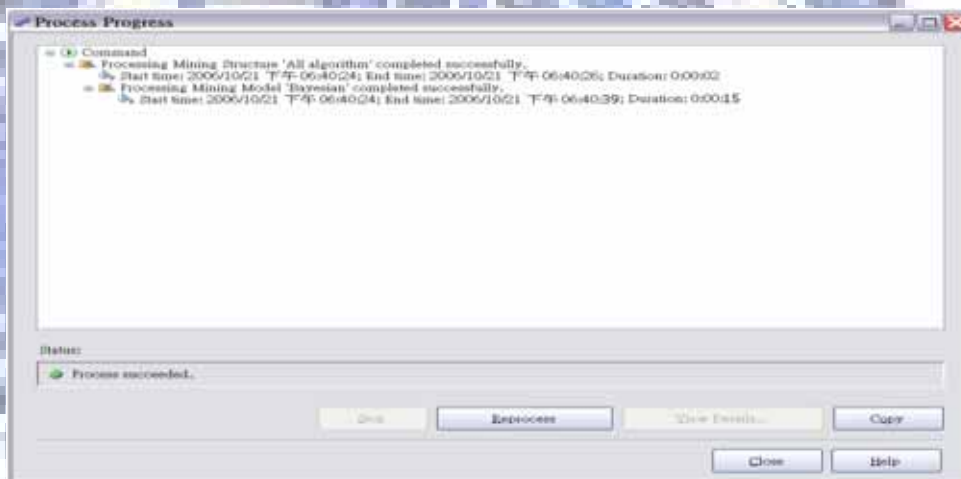 Process Progress
Command
Processing Mining Structure 'All algorithm' completed successfully.
Start time: 2006/10/21 下午 06:40:24; End time: 2006/10/21 下午 06:40:26; Duration: 0:00:02
Processing Mining Model 'Bayesian' completed successfully.
Start time: 2006/10/21 下午 06:40:24; End time: 2006/10/21 下午 06:40:39; Duration: 0:00:15
Status:
Process succeeded.
Stop Reprocess View Details... Copy
Close Help